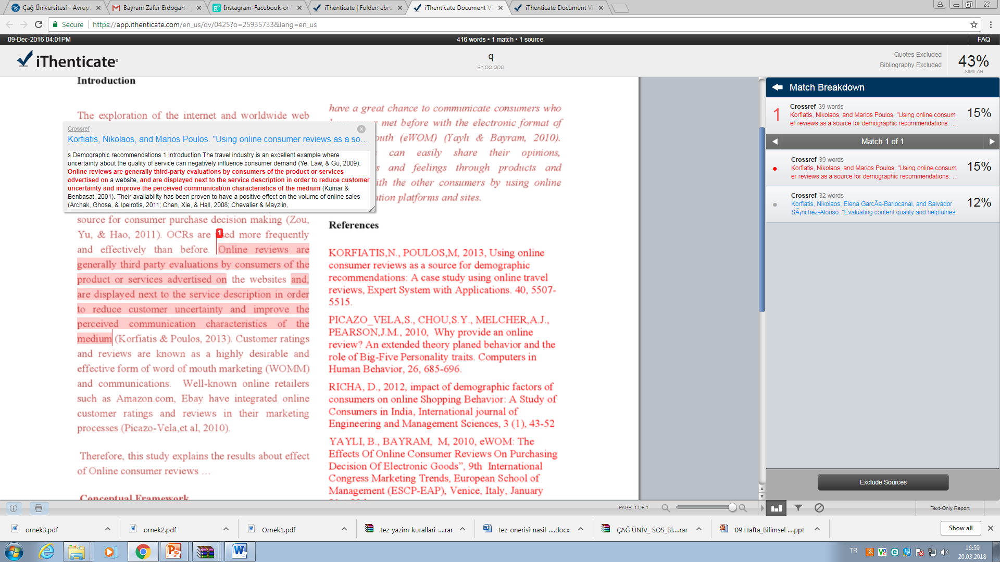 Çağ Üniversitesi - Avrupa
Bayram Zafer Erdogan -
Instagram-Facebook-or-
iThenticate | Folder: ebru
iThenticate Document Vi
iThenticate Document Vi
Secure
https://app.ithenticate.com/en_us/dv/0425?o=25935733&lang=en_us
09-Dec-2016 04:01PM
416 words • 1 match • 1 source
FAQ
iThenticate®
q
BY QQ QQQ
Quotes Excluded
Bibliography Excluded
43%
SIMILAR
Introduction
The exploration of the internet and worldwide web
Crossref
Korfiatis, Nikolaos, and Marios Poulos. "Using online consumer reviews as a so...
s Demographic recommendations 1 Introduction The travel industry is an excellent example where
uncertainty about the quality of service can negatively influence consumer demand (Ye, Law, & Gu, 2009).
Online reviews are generally third-party evaluations by consumers of the product or services
advertised on a website, and are displayed next to the service description in order to reduce customer
uncertainty and improve the perceived communication characteristics of the medium (Kumar &
Benbasat, 2001). Their availability has been proven to have a positive effect on the volume of online sales
(Archak, Ghose, & Ipeirotis, 2011; Chen, Xie, & Hall, 2008; Chevalier & Mayzlin,
source for consumer purchase decision making (Zou,
Yu, & Hao, 2011). OCRs are used more frequently
1
and effectively than before. Online reviews are
generally third party evaluations by consumers of the
product or services advertised on the websites and,
are displayed next to the service description in order
to reduce customer uncertainty and improve the
perceived communication characteristics of the
medium (Korfiatis & Poulos, 2013). Customer ratings
and reviews are known as a highly desirable and
effective form of word of mouth marketing (WOMM)
and communications. Well-known online retailers
such as Amazon.com, Ebay have integrated online
customer ratings and reviews in their marketing
processes (Picazo-Vela,et al, 2010).
Therefore, this study explains the results about effect
of Online consumer reviews …
Conceptual Framework
have a great chance to communicate consumers who
met before with the electronic format of
outh (eWOM) (Yaylı & Bayram, 2010).
can easily share their opinions,
s and feelings through products and
ith the other consumers by using online
tion platforms and sites.
References
KORFIATIS,N., POULOS,M, 2013, Using online
consumer reviews as a source for demographic
recommendations: A case study using online travel
reviews, Expert System with Applications. 40, 5507-
5515.
PICAZO_VELA,S., CHOU,S.Y., MELCHER,A.J.,
PEARSON,J.M., 2010, Why provide an online
review? An extended theory planed behavior and the
role of Big-Five Personality traits. Computers in
Human Behavior, 26, 685-696.
RICHA, D., 2012, impact of demographic factors of
consumers on online Shopping Behavior: A Study of
Consumers in India, International journal of
Engineering and Management Sciences, 3 (1), 43-52
YAYLI, B., BAYRAM, M, 2010, eWOM: The
Effects Of Online Consumer Reviews On Purchasing
Decision Of Electronic Goods”, 9th International
Congress Marketing Trends, European School of
Management (ESCP-EAP), Venice, Italy, January
Match Breakdown
1
Crossref 39 words
Korfiatis, Nikolaos, and Marios Poulos. "Using online consum
er reviews as a source for demographic recommendations: ...
15%
Match 1 of 1
Crossref 39 words
Korfiatis, Nikolaos, and Marios Poulos. "Using online consum
er reviews as a source for demographic recommendations: ...
15%
Crossref 32 words
Korfiatis, Nikolaos, Elena GarcÃa-Bariocanal, and Salvador
SÃ¡nchez-Alonso. "Evaluating content quality and helpfulnes
12%
Exclude Sources
PAGE: 1 OF 1
Text-Only Report
ornek3.pdf
ornek2.pdf
Ornek1.pdf
tez-yazim-kurallari-....rar
tez-onerisi-nasil-....docx
ÇAĞ ÜNİV_ SOS_Bİ....rar
09 Hafta_Bilimsel ....ppt
Show all
TR
16:59
20.03.2018